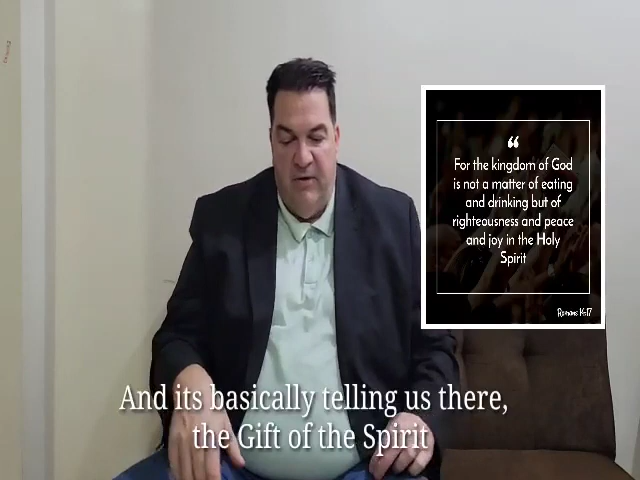 “
For the kingdom of God
is not a matter of eating
and drinking but of
righteousness and peace
and joy in the Holy
Spirit
Romans 14:17
And its basically telling us there,
the Gift of the Spirit